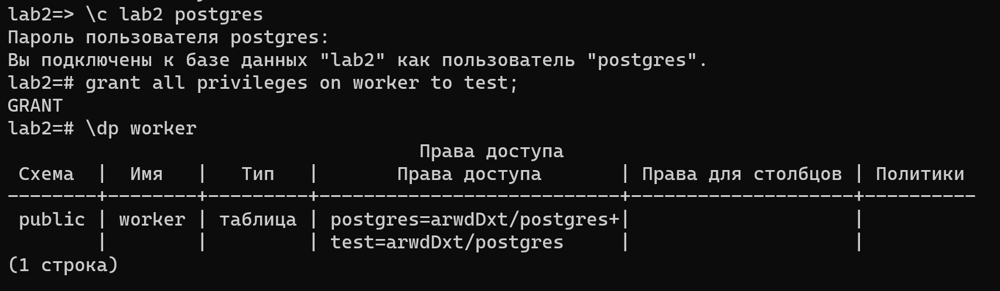 lab2=> \c lab2 postgres
Пароль пользователя postgres:
Вы подключены к базе данных "lab2" как пользователь "postgres".
lab2=# grant all privileges on worker to test;
GRANT
lab2=# \dp worker
                                     Права доступа
 Схема  |  Имя   |   Тип   |       Права доступа       | Права для столбцов | Политики
--------+--------+---------+---------------------------+--------------------+----------
 public | worker | таблица | postgres=arwdDxt/postgres+|                    |
        |        |         | test=arwdDxt/postgres     |                    |
(1 строка)